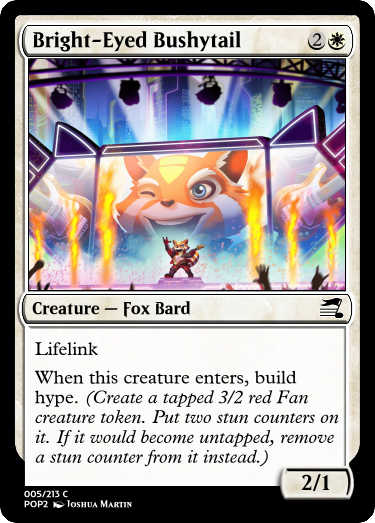 Bright-Eyed Bushytail 2
Creature — Fox Bard
Lifelink
When this creature enters, build
hype. (Create a tapped 3/2 red Fan
creature token. Put two stun counters on
it. If it would become untapped, remove
a stun counter from it instead.)
2/1
005/213 C
POP2 Joshua Martin